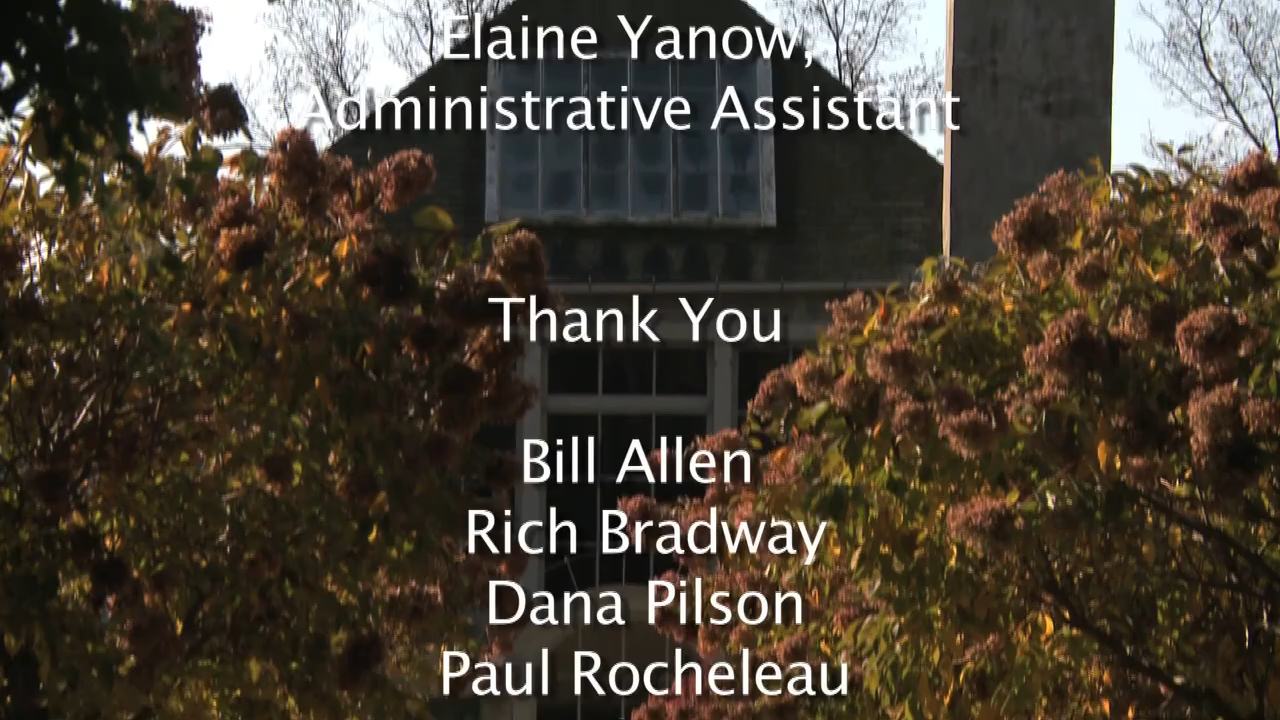 Elaine Yanow,
Administrative Assistant
Thank You
Bill Allen
Rich Bradway
Dana Pilson
Paul Rocheleau